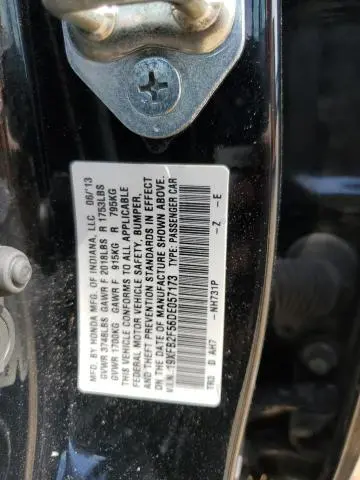 MFD. BY HONDA MFG. OF INDIANA, LLC 06/13
GVWR 3748LBS GAWR F 2018LBS R 1753LBS
GVWR 1700KG GAWR F 915KG R 795KG
THIS VEHICLE CONFORMS TO ALL APPLICABLE
FEDERAL MOTOR VEHICLE SAFETY, BUMPER,
AND THEFT PREVENTION STANDARDS IN EFFECT
ON THE DATE OF MANUFACTURE SHOWN ABOVE.
V.I.N. 19XFB2F56DE057173 TYPE: PASSENGER CAR
-NH731P -Z -E
TR3 D AH7